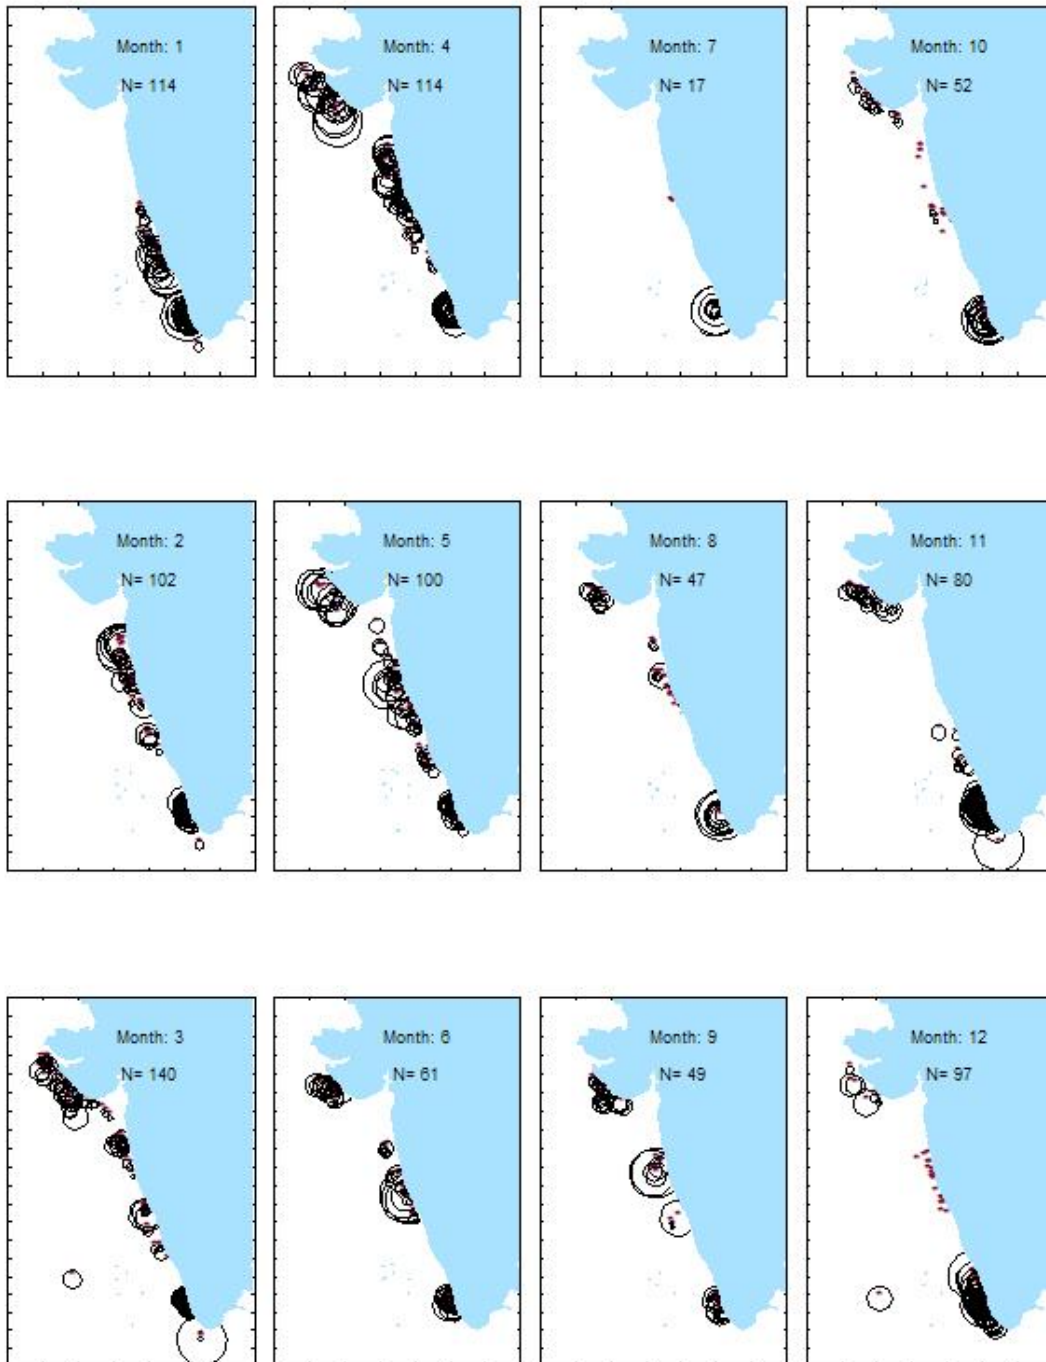 Month: 1
N= 114
Month: 4
N= 114
Month: 7
N= 17
Month: 10
N= 52
Month: 2
N= 102
Month: 5
N= 100
Month: 8
N= 47
Month: 11
N= 80
Month: 3
N= 140
Month: 6
N= 61
Month: 9
N= 49
Month: 12
N= 97